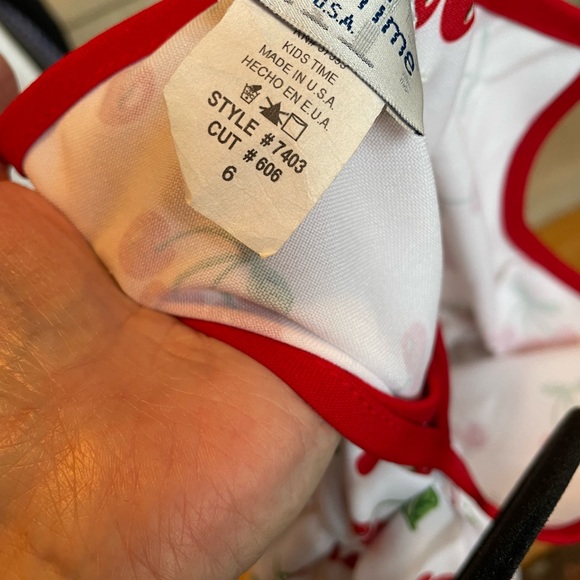 Time
U.S.A.
KIDS TIME
MADE IN U.S.A.
HECHO EN E.U.A.
STYLE # 7403
CUT # 606
6